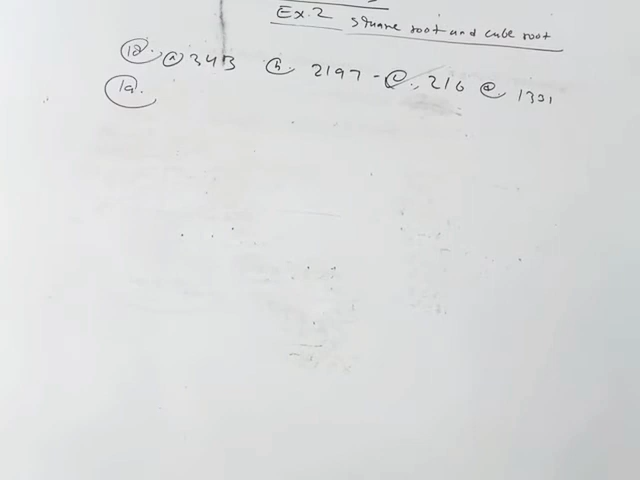 Ex.2 square root and cube root
18. a 343 b. 2197 - c., 216 d. 1331
19.